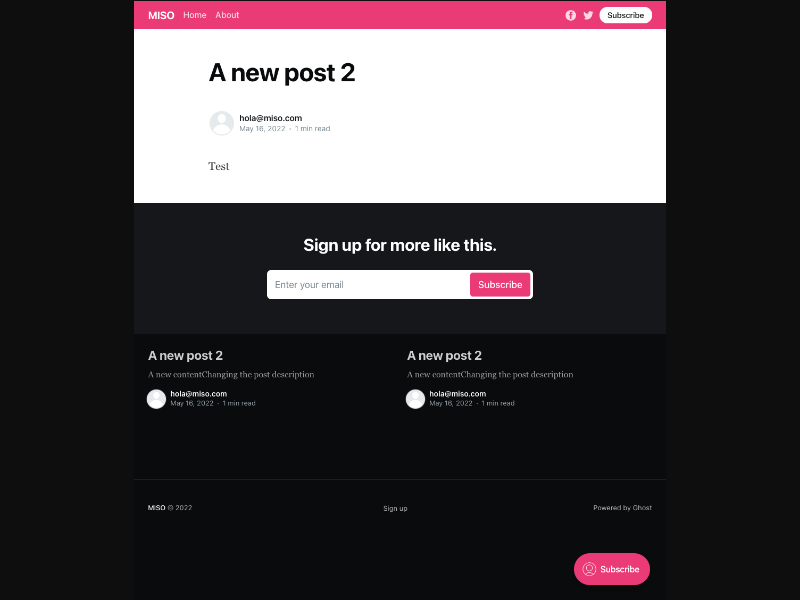 MISO Home About Subscribe
A new post 2
hola@miso.com
May 16, 2022 • 1 min read
Test
Sign up for more like this.
Enter your email Subscribe
A new post 2
A new contentChanging the post description
hola@miso.com
May 16, 2022 • 1 min read
A new post 2
A new contentChanging the post description
hola@miso.com
May 16, 2022 • 1 min read
MISO © 2022 Sign up Powered by Ghost
Subscribe